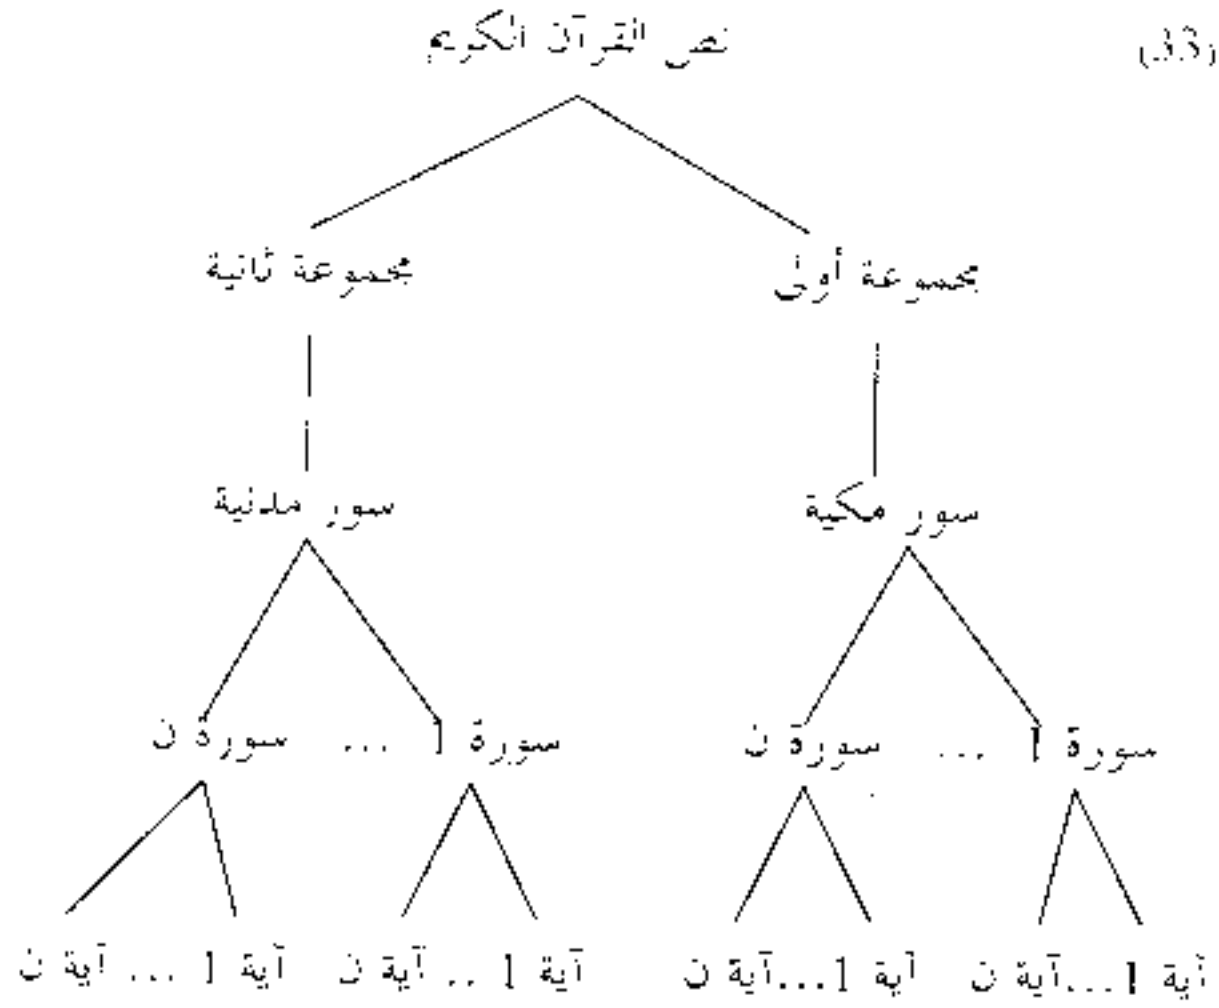 (33) نص القرآن الكريم
مجموعة أولى مجموعة ثانية
سور مكية سور مدنية
سورة 1 ... سورة ن سورة 1 ... سورة ن
آية 1...آية ن آية 1...آية ن آية 1 .. آية ن آية 1 ... آية ن